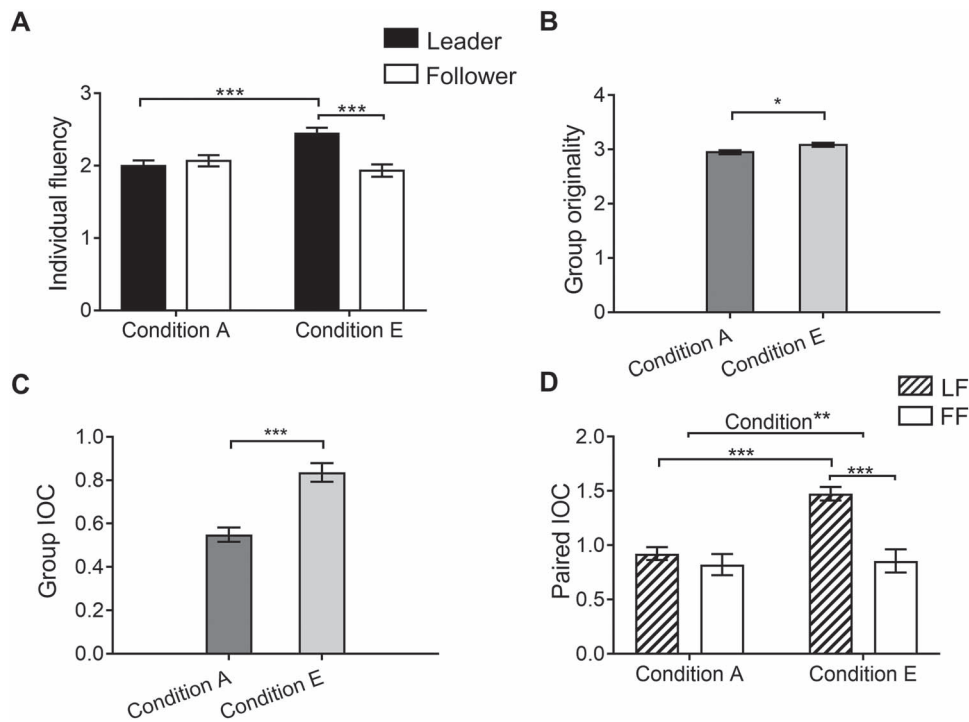 A
Leader
Follower
***
***
3
2
1
0
Individual fluency
Condition A
Condition E
B
*
4
3
2
1
0
Group originality
Condition A
Condition E
C
***
1.0
0.8
0.6
0.4
0.2
0.0
Group IOC
Condition A
Condition E
D
LF
FF
Condition**
***
***
2.0
1.5
1.0
0.5
0.0
Paired IOC
Condition A
Condition E